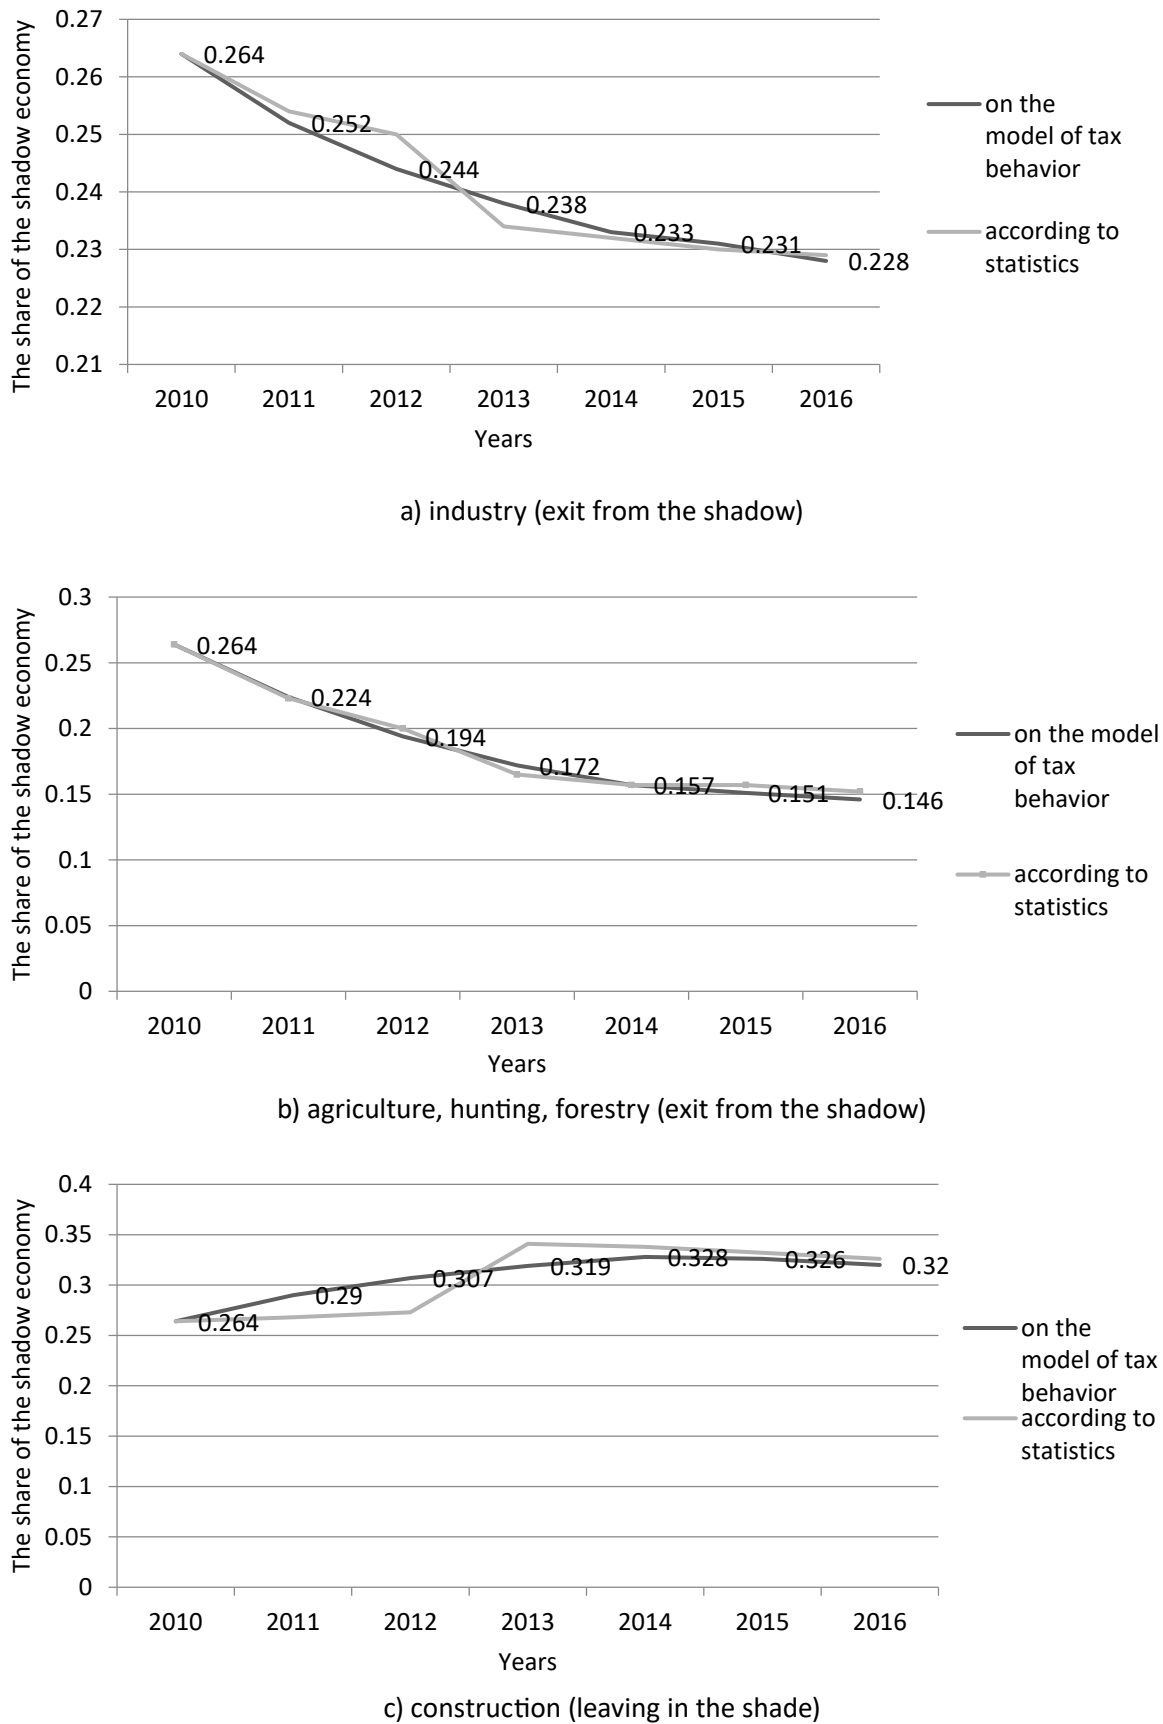 The share of the shadow economy
0.27
0.26
0.25
0.24
0.23
0.22
0.21
0.264
0.252
0.244
0.238
0.233
0.231
0.228
2010 2011 2012 2013 2014 2015 2016
Years
on the
model of tax
behavior
according to
statistics
a) industry (exit from the shadow)
The share of the shadow economy
0.3
0.25
0.2
0.15
0.1
0.05
0
0.264
0.224
0.194
0.172
0.157
0.151
0.146
2010 2011 2012 2013 2014 2015 2016
Years
on the model
of tax
behavior
according to
statistics
b) agriculture, hunting, forestry (exit from the shadow)
The share of the shadow economy
0.4
0.35
0.3
0.25
0.2
0.15
0.1
0.05
0
0.264
0.29
0.307
0.319
0.328
0.326
0.32
2010 2011 2012 2013 2014 2015 2016
Years
on the
model of tax
behavior
according to
statistics
c) construction (leaving in the shade)